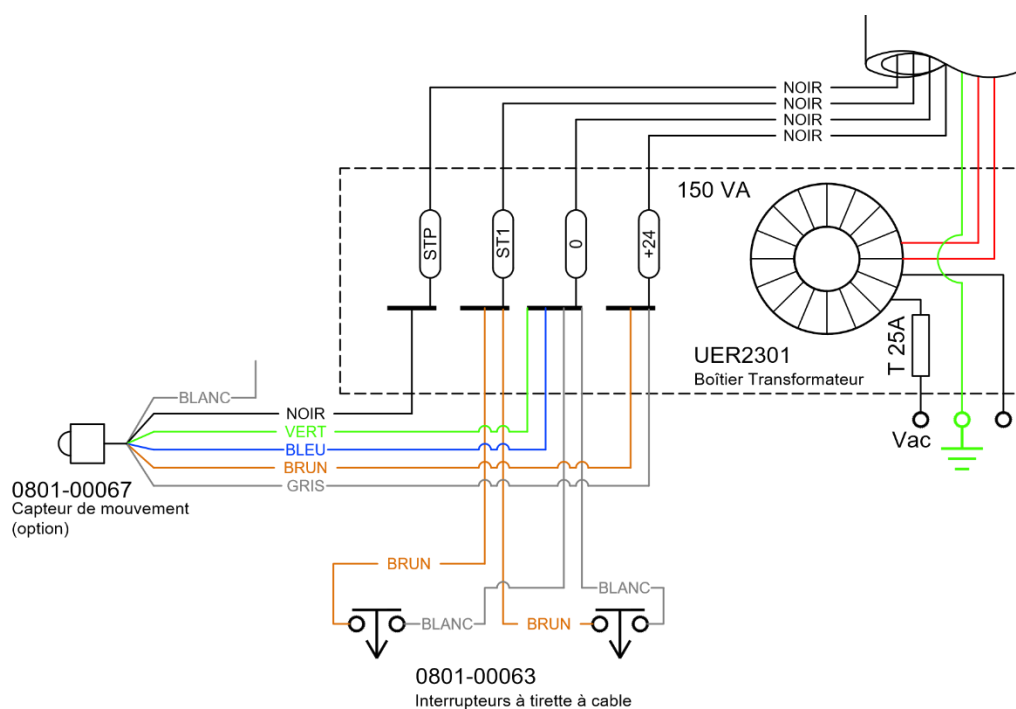 NOIR
NOIR
NOIR
NOIR
150 VA
STP
ST1
0
+24
T 25A
UER2301
Boîtier Transformateur
Vac
BLANC
NOIR
VERT
BLEU
BRUN
GRIS
0801-00067
Capteur de mouvement
(option)
BRUN
BLANC
BLANC
BRUN
0801-00063
Interrupteurs à tirette à cable